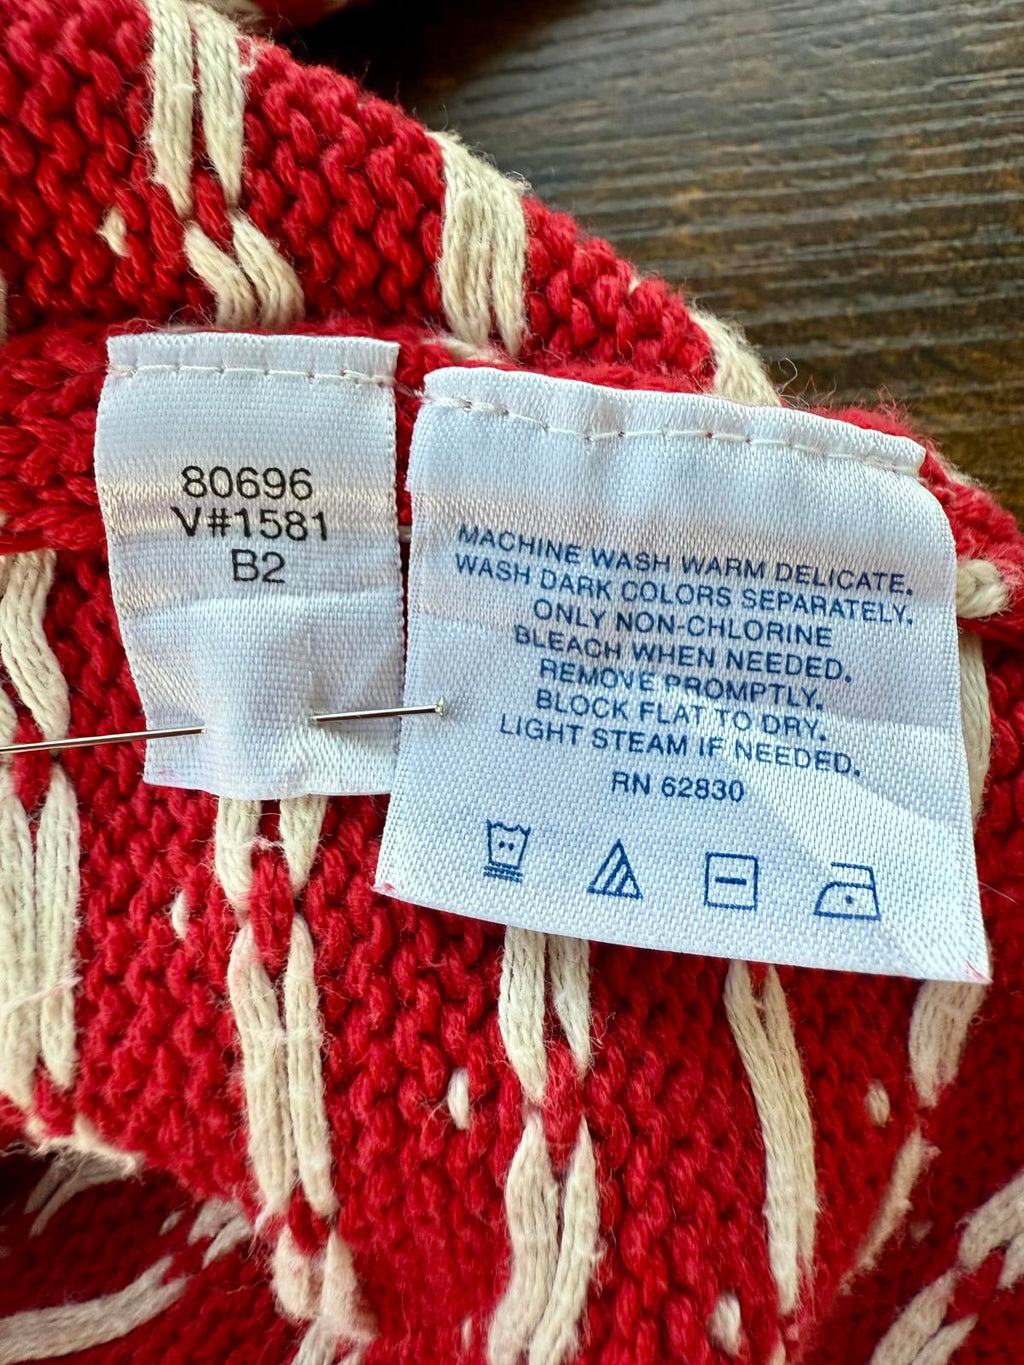 80696
V#1581
B2
MACHINE WASH WARM DELICATE.
WASH DARK COLORS SEPARATELY.
ONLY NON-CHLORINE
BLEACH WHEN NEEDED.
REMOVE PROMPTLY.
BLOCK FLAT TO DRY.
LIGHT STEAM IF NEEDED.
RN 62830